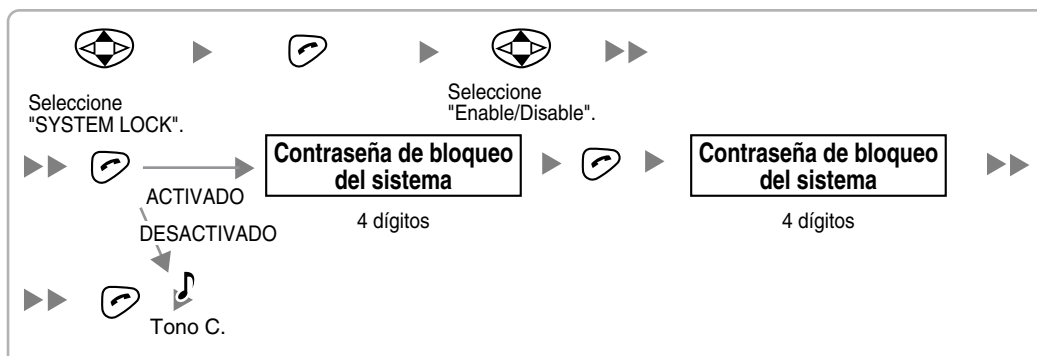 Seleccione
"SYSTEM LOCK".
Seleccione
"Enable/Disable".
ACTIVADO
DESACTIVADO
Contraseña de bloqueo
del sistema
4 dígitos
Contraseña de bloqueo
del sistema
4 dígitos
Tono C.